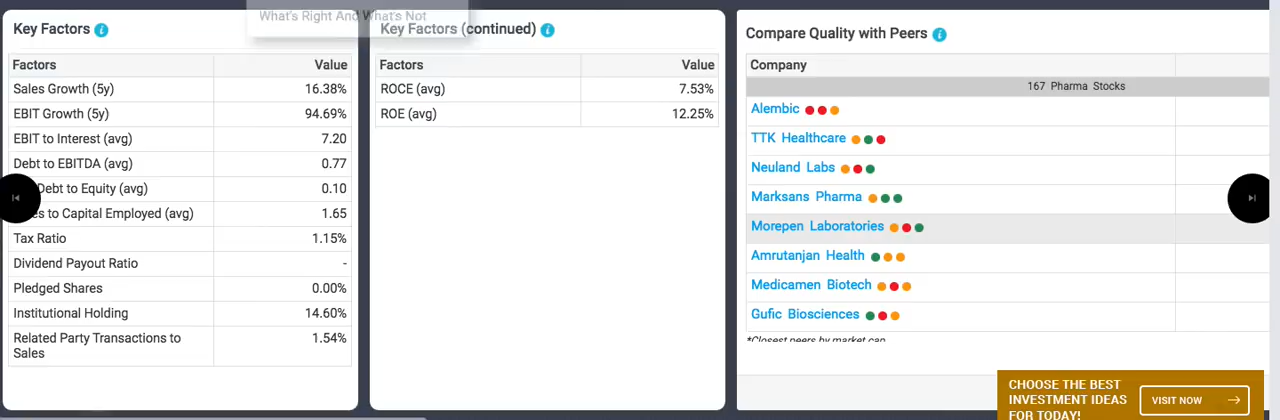 What's Right And What's Not
Key Factors
Factors Value
Sales Growth (5y) 16.38%
EBIT Growth (5y) 94.69%
EBIT to Interest (avg) 7.20
Debt to EBITDA (avg) 0.77
Debt to Equity (avg) 0.10
to Capital Employed (avg) 1.65
Tax Ratio 1.15%
Dividend Payout Ratio -
Pledged Shares 0.00%
Institutional Holding 14.60%
Related Party Transactions to
Sales 1.54%
Key Factors (continued)
Factors Value
ROCE (avg) 7.53%
ROE (avg) 12.25%
Compare Quality with Peers
Company
167 Pharma Stocks
Alembic
TTK Healthcare
Neuland Labs
Marksans Pharma
Morepen Laboratories
Amrutanjan Health
Medicamen Biotech
Gufic Biosciences
*Closest peers by market cap
CHOOSE THE BEST
INVESTMENT IDEAS
FOR TODAY!
VISIT NOW